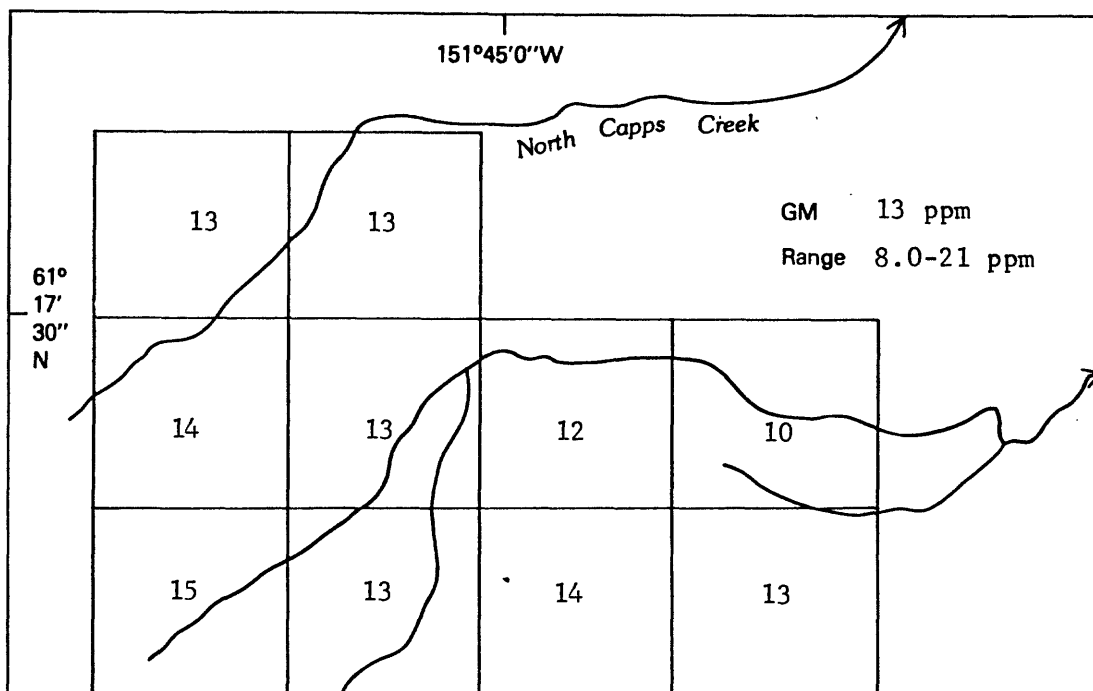 151°45'0"W
North Capps Creek
GM 13 ppm
Range 8.0-21 ppm
61°
17'
30"
N
13 13
14 13 12 10
15 13 14 13